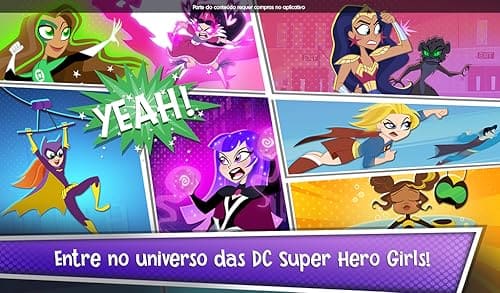 Parte do conteúdo requer compras no aplicativo
YEAH!
Entre no universo das DC Super Hero Girls!